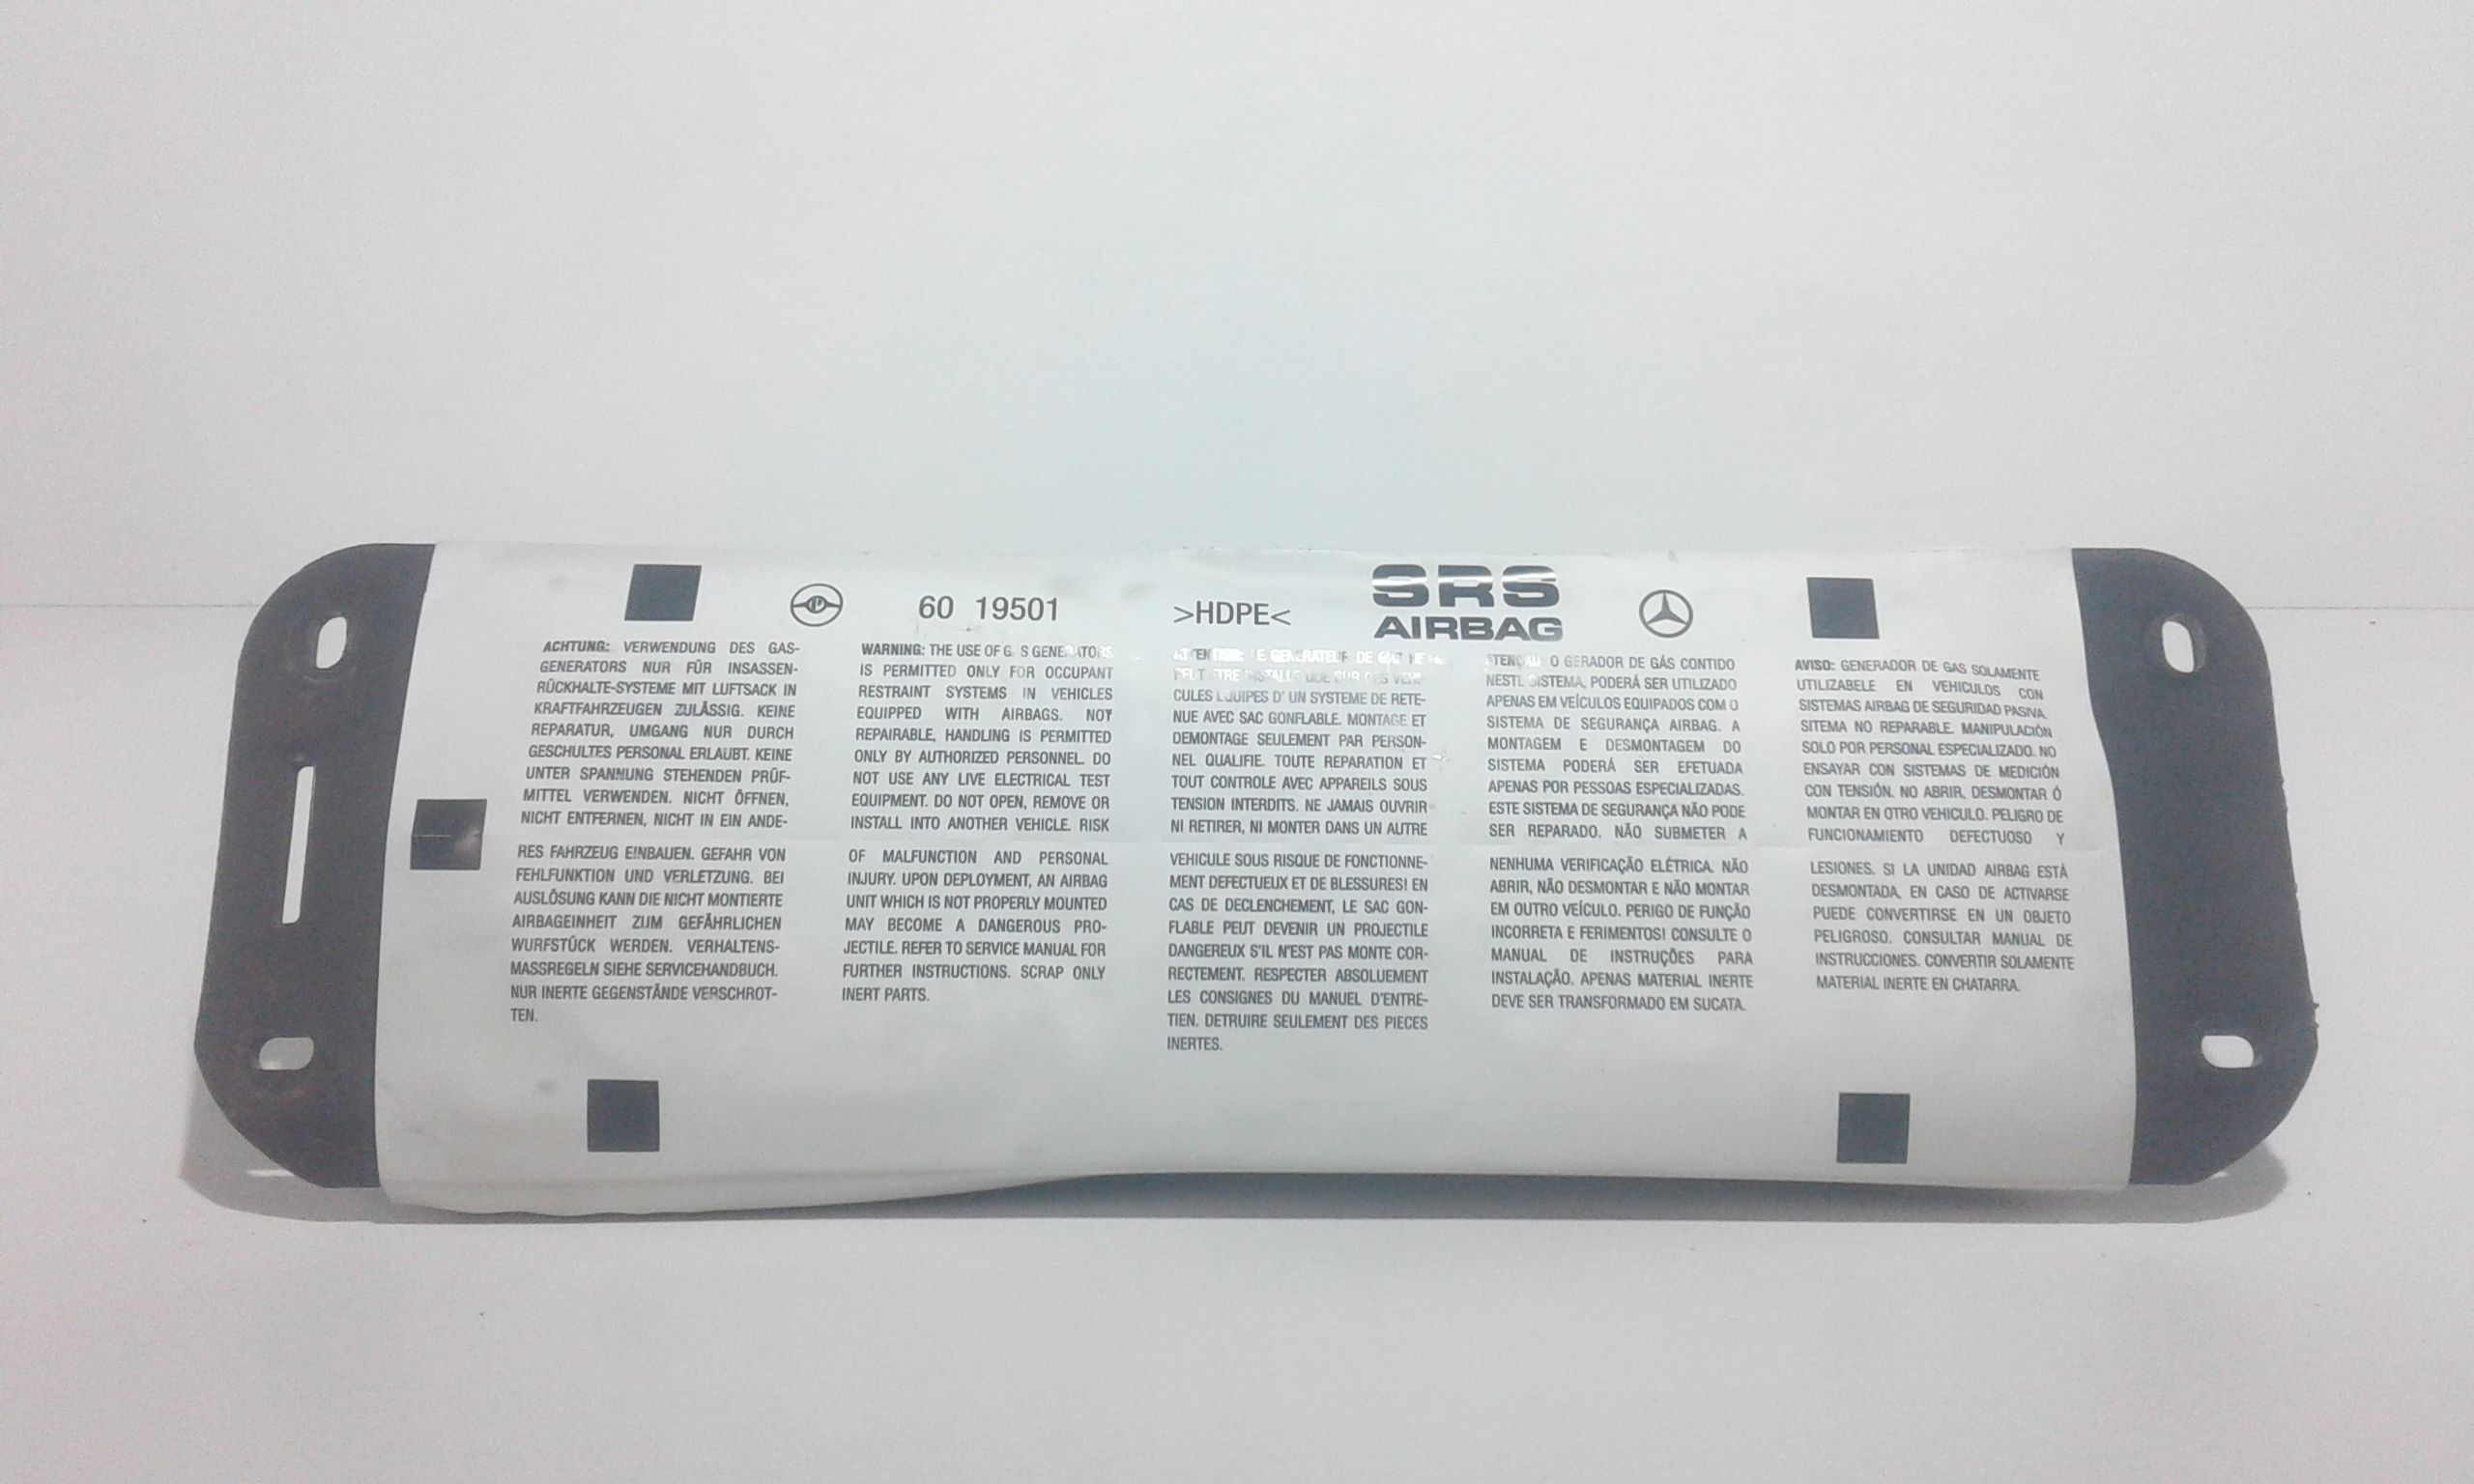 60 19501
>HDPE<
SRS
AIRBAG
ACHTUNG: VERWENDUNG DES GAS-
GENERATORS NUR FÜR INSASSEN-
RÜCKHALTE-SYSTEME MIT LUFTSACK IN
KRAFTFAHRZEUGEN ZULÄSSIG. KEINE
REPARATUR, UMGANG NUR DURCH
GESCHULTES PERSONAL ERLAUBT. KEINE
UNTER SPANNUNG STEHENDEN PRÜF-
MITTEL VERWENDEN. NICHT ÖFFNEN,
NICHT ENTFERNEN, NICHT IN EIN ANDE-
RES FAHRZEUG EINBAUEN. GEFAHR VON
FEHLFUNKTION UND VERLETZUNG. BEI
AUSLÖSUNG KANN DIE NICHT MONTIERTE
AIRBAGEINHEIT ZUM GEFÄHRLICHEN
WURFSTÜCK WERDEN. VERHALTENS-
MASSREGELN SIEHE SERVICEHANDBUCH.
NUR INERTE GEGENSTÄNDE VERSCHROT-
TEN.
WARNING: THE USE OF GENERATORS
IS PERMITTED ONLY FOR OCCUPANT
RESTRAINT SYSTEMS IN VEHICLES
EQUIPPED WITH AIRBAGS. NOT
REPAIRABLE, HANDLING IS PERMITTED
ONLY BY AUTHORIZED PERSONNEL. DO
NOT USE ANY LIVE ELECTRICAL TEST
EQUIPMENT. DO NOT OPEN, REMOVE OR
INSTALL INTO ANOTHER VEHICLE. RISK
OF MALFUNCTION AND PERSONAL
INJURY. UPON DEPLOYMENT, AN AIRBAG
UNIT WHICH IS NOT PROPERLY MOUNTED
MAY BECOME A DANGEROUS PRO-
JECTILE. REFER TO SERVICE MANUAL FOR
FURTHER INSTRUCTIONS. SCRAP ONLY
INERT PARTS.
GENERATEUR DE GAZ
CULES EQUIPES D' UN SYSTEME DE RETE-
NUE AVEC SAC GONFLABLE. MONTAGE ET
DEMONTAGE SEULEMENT PAR PERSON-
NEL QUALIFIE. TOUTE REPARATION ET
TOUT CONTROLE AVEC APPAREILS SOUS
TENSION INTERDITS. NE JAMAIS OUVRIR
NI RETIRER, NI MONTER DANS UN AUTRE
VEHICULE SOUS RISQUE DE FONCTIONNE-
MENT DEFECTUEUX ET DE BLESSURES! EN
CAS DE DECLENCHEMENT, LE SAC GON-
FLABLE PEUT DEVENIR UN PROJECTILE
DANGEREUX S'IL N'EST PAS MONTE COR-
RECTEMENT. RESPECTER ABSOLUEMENT
LES CONSIGNES DU MANUEL D'ENTRE-
TIEN. DETRUIRE SEULEMENT DES PIECES
INERTES.
O GERADOR DE GÁS CONTIDO
NESTE SISTEMA, PODERÁ SER UTILIZADO
APENAS EM VEÍCULOS EQUIPADOS COM O
SISTEMA DE SEGURANÇA AIRBAG. A
MONTAGEM E DESMONTAGEM DO
SISTEMA PODERÁ SER EFETUADA
APENAS POR PESSOAS ESPECIALIZADAS.
ESTE SISTEMA DE SEGURANÇA NÃO PODE
SER REPARADO. NÃO SUBMETER A
NENHUMA VERIFICAÇÃO ELÉTRICA. NÃO
ABRIR, NÃO DESMONTAR E NÃO MONTAR
EM OUTRO VEÍCULO. PERIGO DE FUNÇÃO
INCORRETA E FERIMENTOS! CONSULTE O
MANUAL DE INSTRUÇÕES PARA
INSTALAÇÃO. APENAS MATERIAL INERTE
DEVE SER TRANSFORMADO EM SUCATA.
AVISO: GENERADOR DE GAS SOLAMENTE
UTILIZABELE EN VEHICULOS CON
SISTEMAS AIRBAG DE SEGURIDAD PASIVA.
SITEMA NO REPARABLE. MANIPULACIÓN
SOLO POR PERSONAL ESPECIALIZADO. NO
ENSAYAR CON SISTEMAS DE MEDICIÓN
CON TENSIÓN. NO ABRIR, DESMONTAR Ó
MONTAR EN OTRO VEHICULO. PELIGRO DE
FUNCIONAMIENTO DEFECTUOSO Y
LESIONES. SI LA UNIDAD AIRBAG ESTÁ
DESMONTADA, EN CASO DE ACTIVARSE
PUEDE CONVERTIRSE EN UN OBJETO
PELIGROSO. CONSULTAR MANUAL DE
INSTRUCCIONES. CONVERTIR SOLAMENTE
MATERIAL INERTE EN CHATARRA.